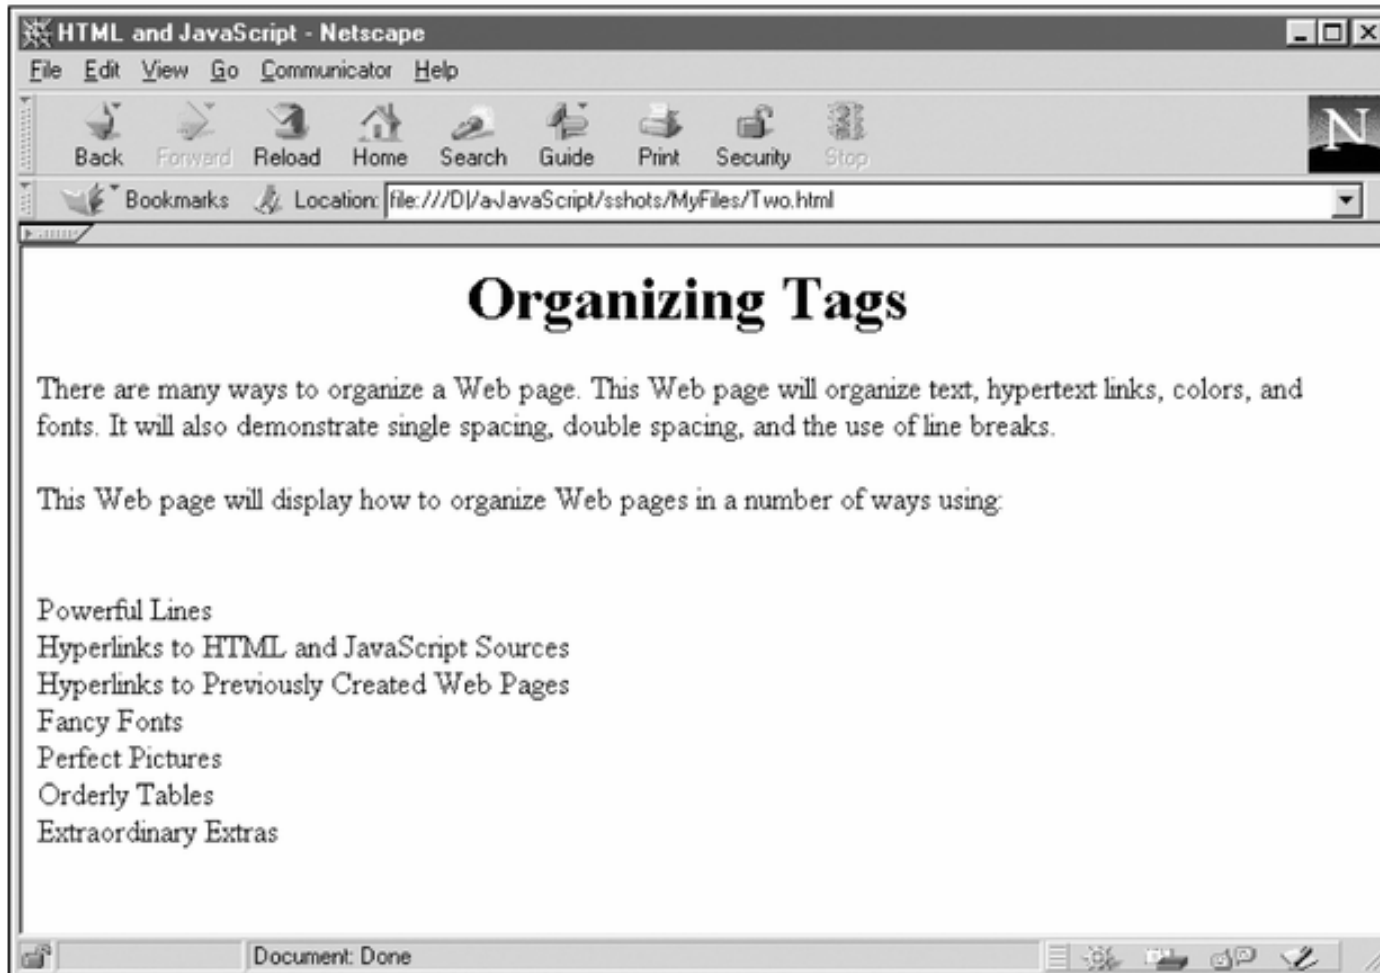 HTML and JavaScript - Netscape
File Edit View Go Communicator Help
Back Forward Reload Home Search Guide Print Security Stop
N
Bookmarks Location: file:///D|/a-JavaScript/sshots/MyFiles/Two.html
Organizing Tags
There are many ways to organize a Web page. This Web page will organize text, hypertext links, colors, and
fonts. It will also demonstrate single spacing, double spacing, and the use of line breaks.
This Web page will display how to organize Web pages in a number of ways using:
Powerful Lines
Hyperlinks to HTML and JavaScript Sources
Hyperlinks to Previously Created Web Pages
Fancy Fonts
Perfect Pictures
Orderly Tables
Extraordinary Extras
Document: Done